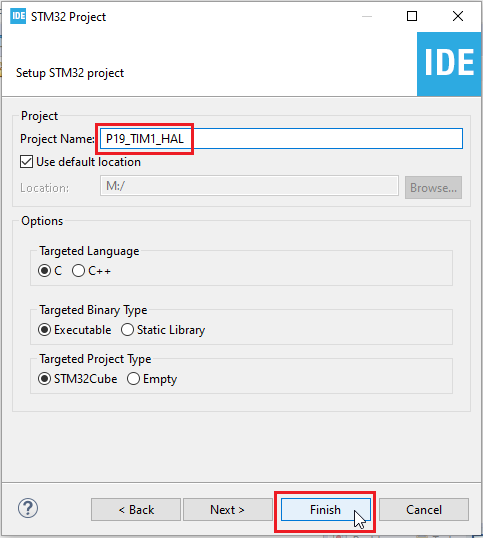 IDE STM32 Project
Setup STM32 project
IDE
Project
Project Name: P19_TIM1_HAL
Use default location
Location: M:/ Browse...
Options
Targeted Language
C C++
Targeted Binary Type
Executable Static Library
Targeted Project Type
STM32Cube Empty
? < Back Next > Finish Cancel